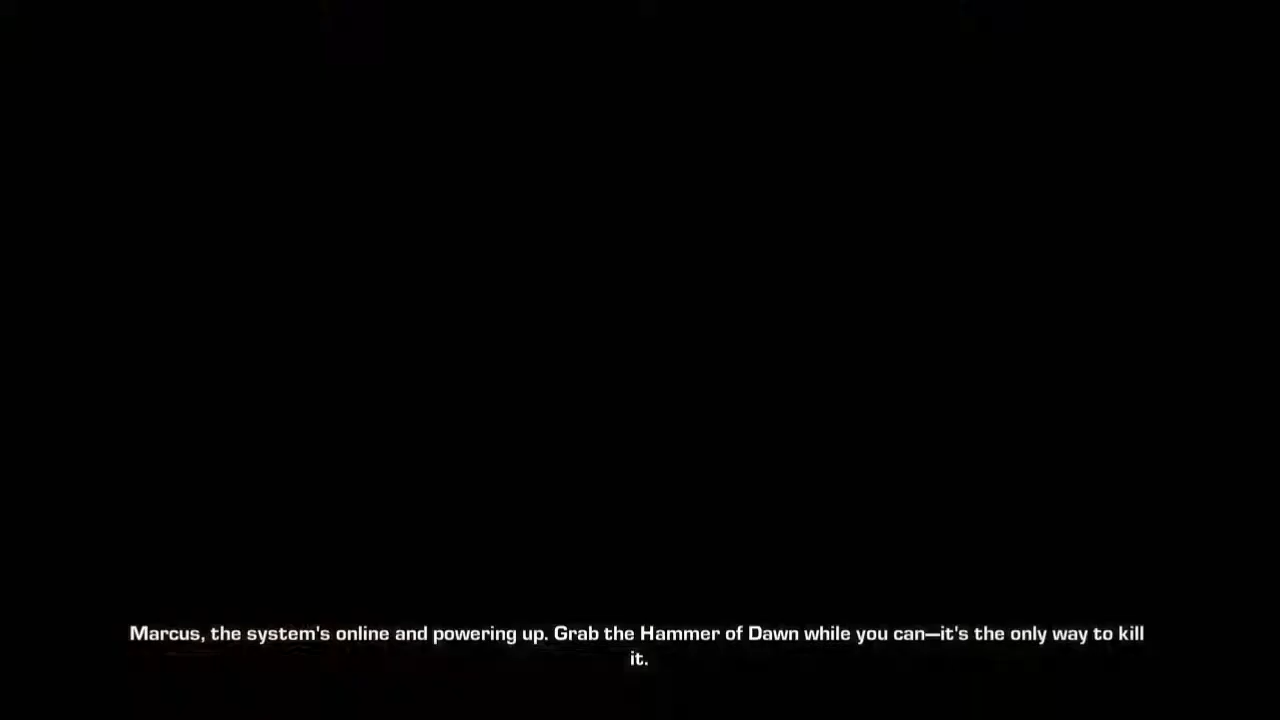 Marcus, the system's online and powering up. Grab the Hammer of Dawn while you can—it's the only way to kill
it.